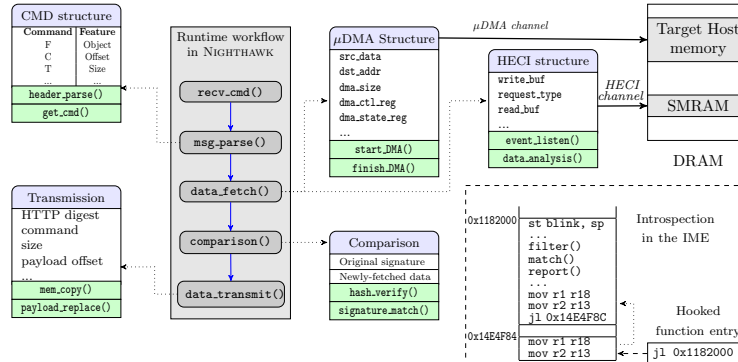 CMD structure
Command Feature
F Object
C Offset
T Size
... ...
header_parse()
get_cmd()
Transmission
HTTP digest
command
size
payload offset
...
mem_copy()
payload_replace()
Runtime workflow
in NIGHTHAWK
recv_cmd()
msg_parse()
data_fetch()
comparison()
data_transmit()
μDMA Structure
src_data
dst_addr
dma_size
dma_ctl_reg
dma_state_reg
...
start_DMA()
finish_DMA()
μDMA channel
HECI structure
write_buf
request_type
read_buf
...
event_listen()
data_analysis()
HECI
channel
Target Host
memory
SMRAM
DRAM
Comparison
Original signature
Newly-fetched data
hash_verify()
signature_match()
0x1182000
st blink, sp
...
filter()
match()
report()
...
mov r1 r18
mov r2 r13
jl 0x14E4F8C
0x14E4F84
mov r1 r18
mov r2 r13
Introspection
in the IME
Hooked
function entry
jl 0x1182000